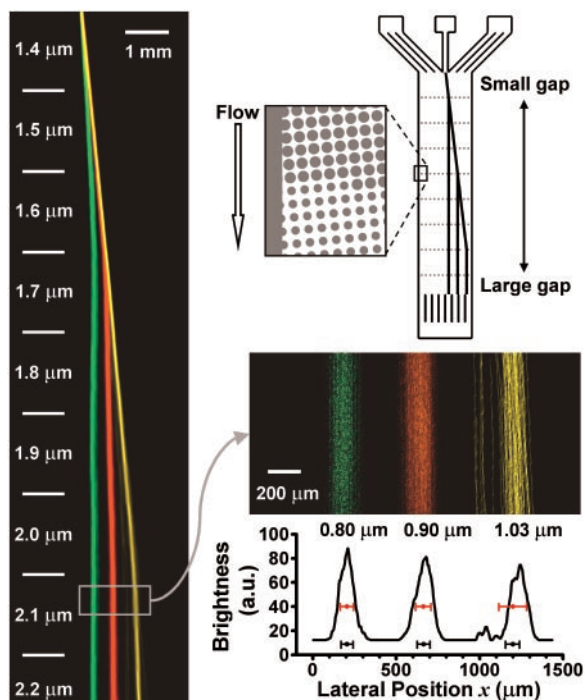 1.4 μm
1 mm
1.5 μm
1.6 μm
1.7 μm
1.8 μm
1.9 μm
2.0 μm
2.1 μm
2.2 μm
Small gap
Flow
Large gap
200 μm
0.80 μm 0.90 μm 1.03 μm
Brightness
(a.u.)
100
80
60
40
20
0
0 500 1000 1500
Lateral Position x (μm)